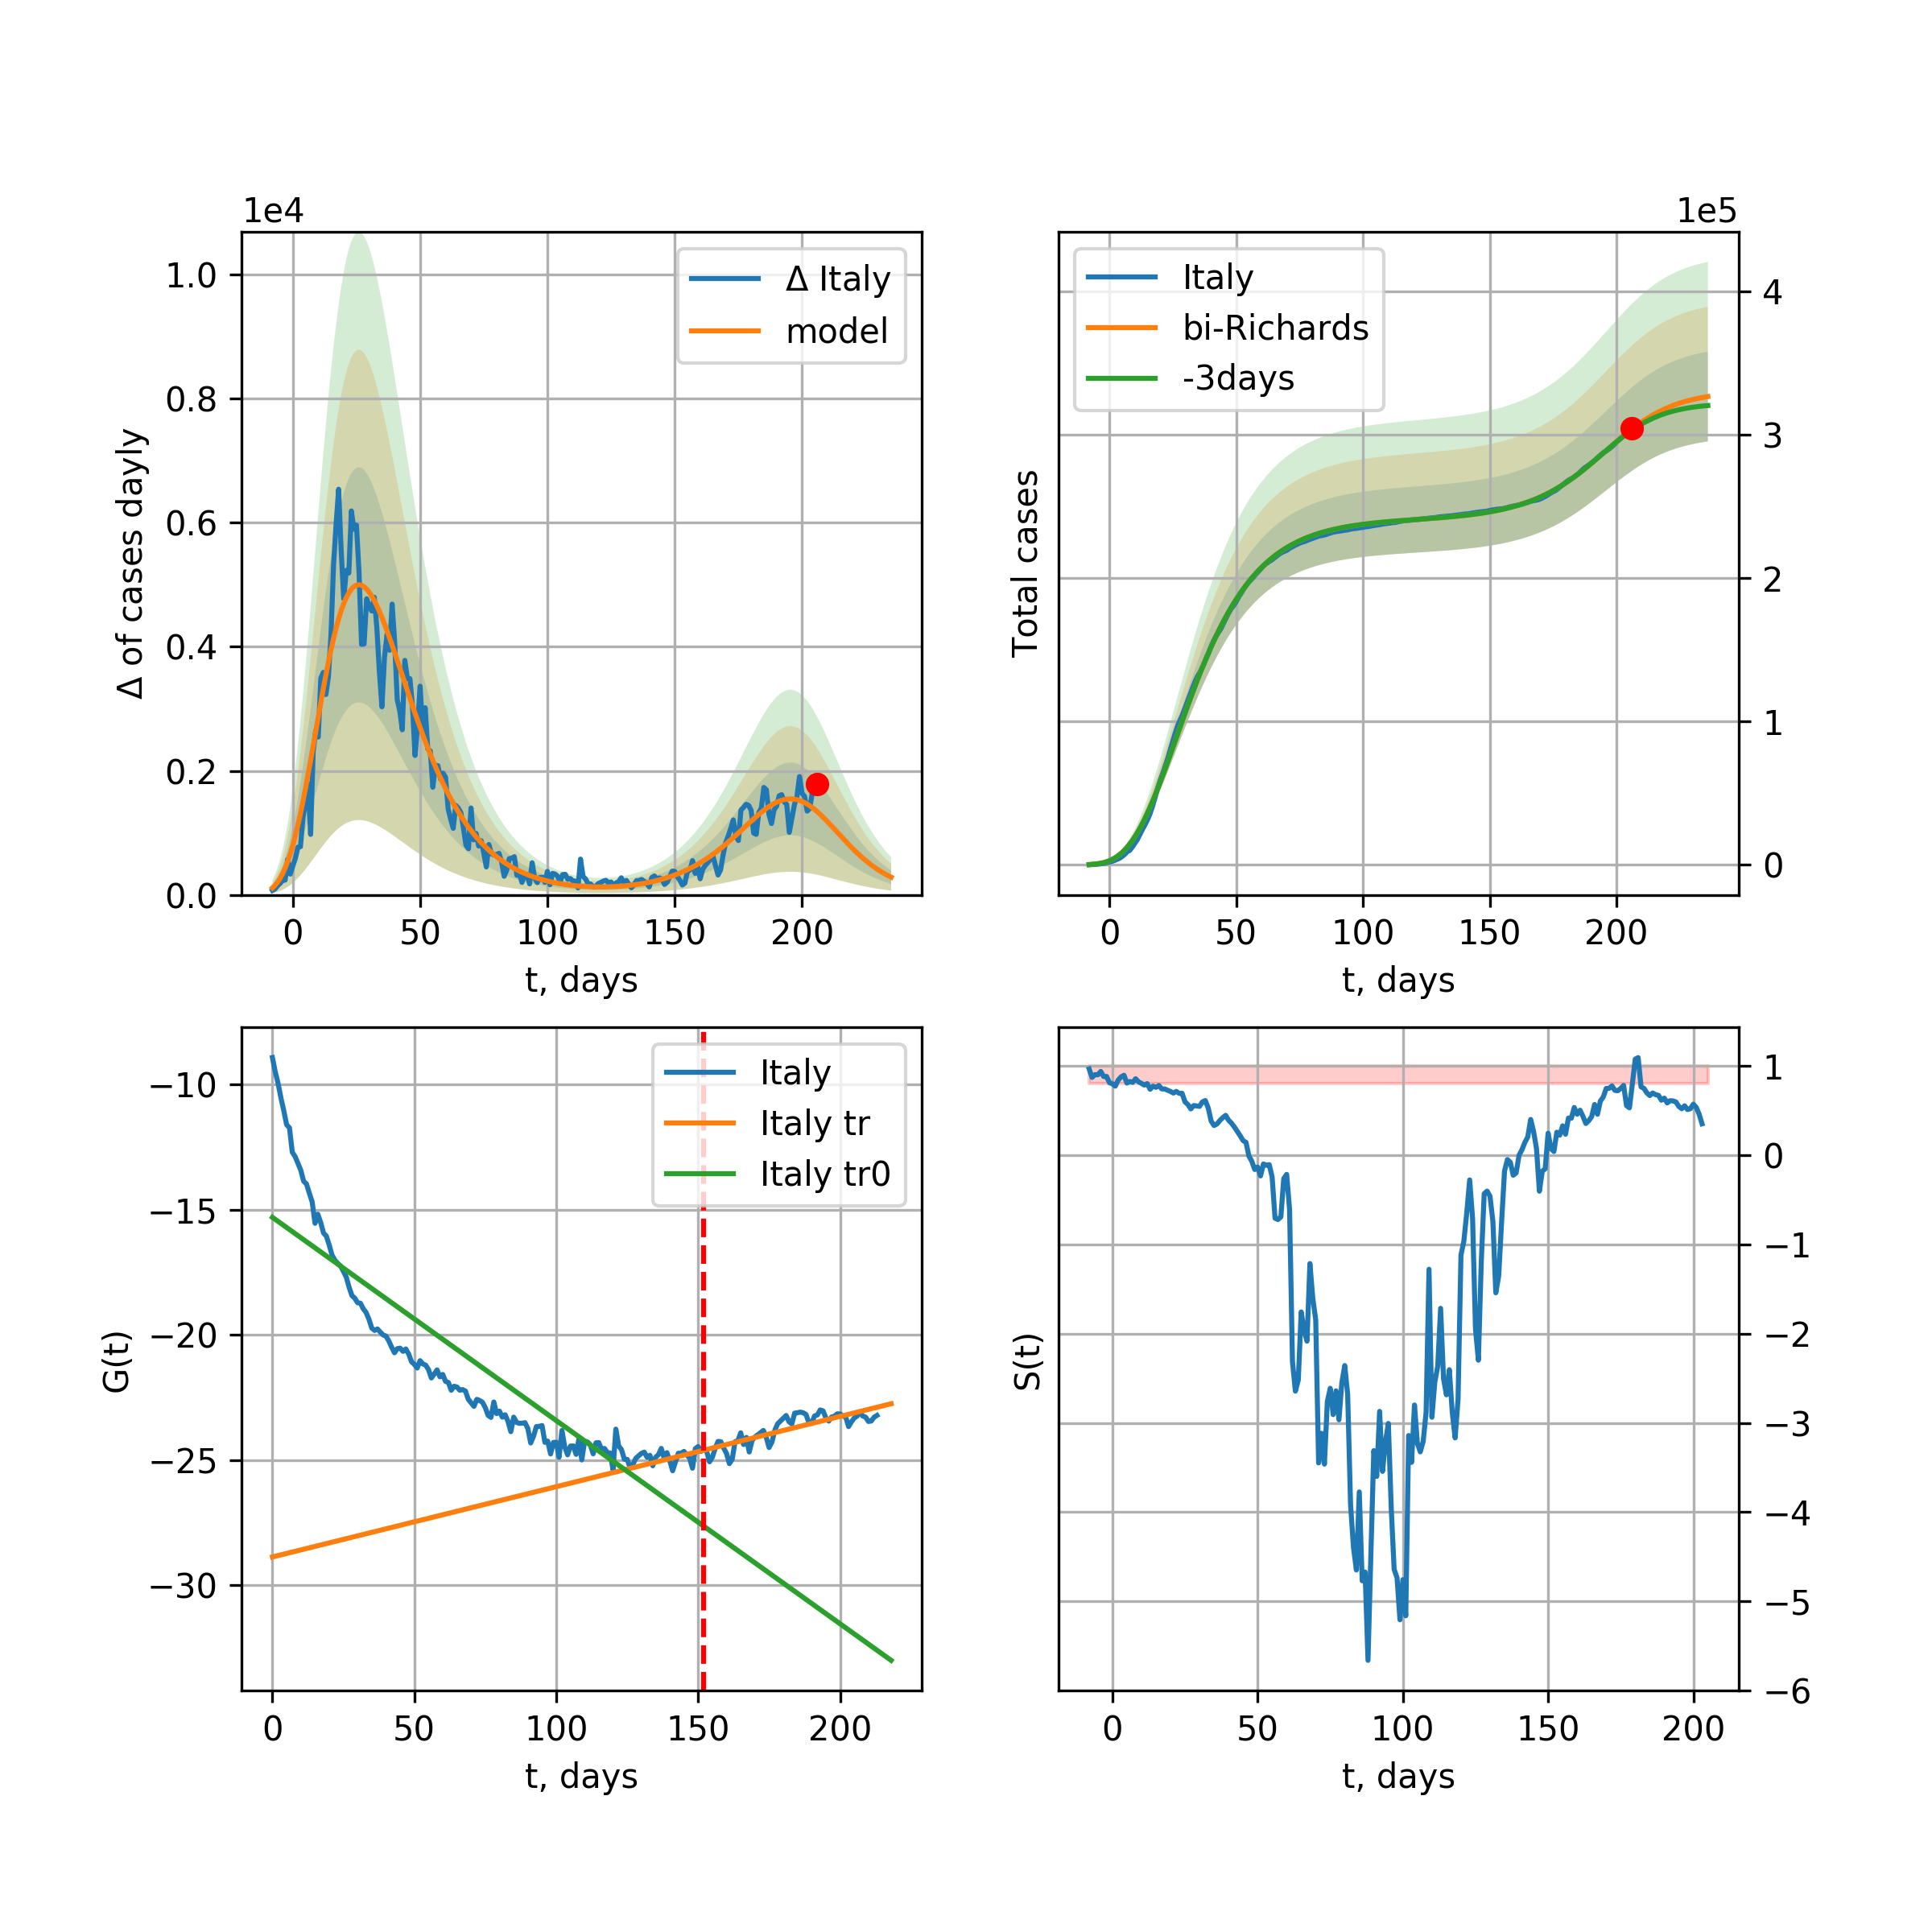 1e4
Δ of cases dayly
1.0
0.8
0.6
0.4
0.2
0.0
Δ Italy
model
0
50
100
150
200
t, days
1e5
Total cases
Italy
bi-Richards
-3days
4
3
2
1
0
0
50
100
150
200
t, days
G(t)
−10
−15
−20
−25
−30
Italy
Italy tr
Italy tr0
0
50
100
150
200
t, days
S(t)
1
0
−1
−2
−3
−4
−5
−6
0
50
100
150
200
t, days